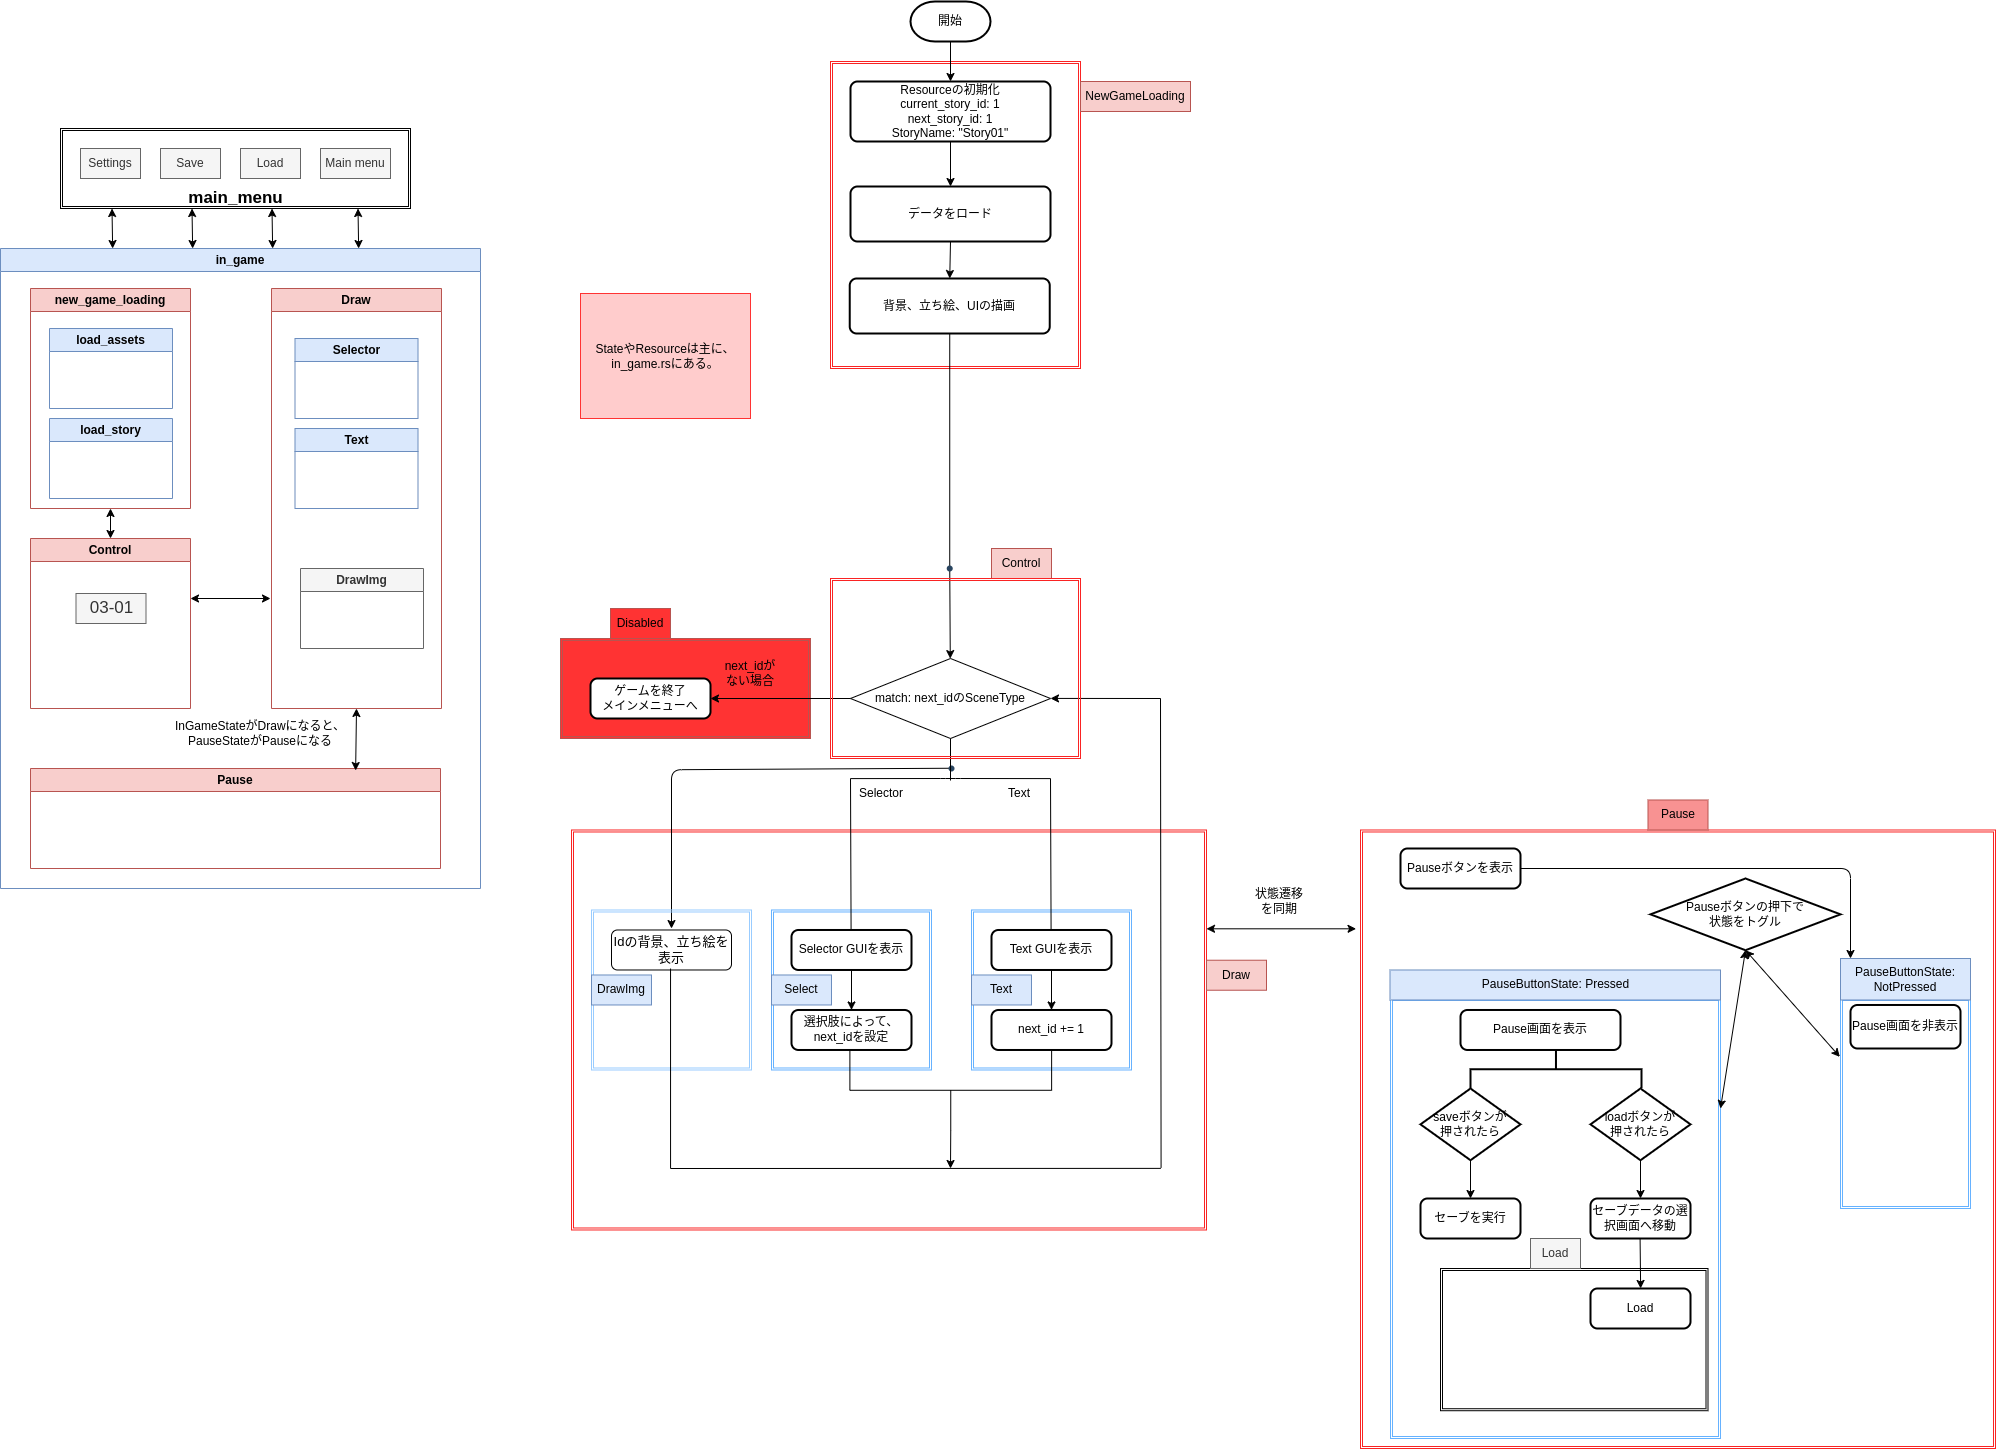 開始
Resourceの初期化
current_story_id: 1
next_story_id: 1
StoryName: "Story01"
NewGameLoading
データをロード
背景、立ち絵、UIの描画
Settings
Save
Load
Main menu
main_menu
in_game
new_game_loading
load_assets
load_story
Control
03-01
Draw
Selector
Text
DrawImg
InGameStateがDrawになると、
PauseStateがPauseになる
Pause
StateやResourceは主に、
in_game.rsにある。
Control
Disabled
next_idが
ない場合
ゲームを終了
メインメニューへ
match: next_idのSceneType
Selector
Text
Idの背景、立ち絵を
表示
DrawImg
Selector GUIを表示
Select
選択肢によって、
next_idを設定
Text GUIを表示
Text
next_id += 1
状態遷移
を同期
Draw
Pause
Pauseボタンを表示
Pauseボタンの押下で
状態をトグル
PauseButtonState: Pressed
Pause画面を表示
saveボタンが
押されたら
loadボタンが
押されたら
セーブを実行
セーブデータの選
択画面へ移動
Load
Load
PauseButtonState:
NotPressed
Pause画面を非表示